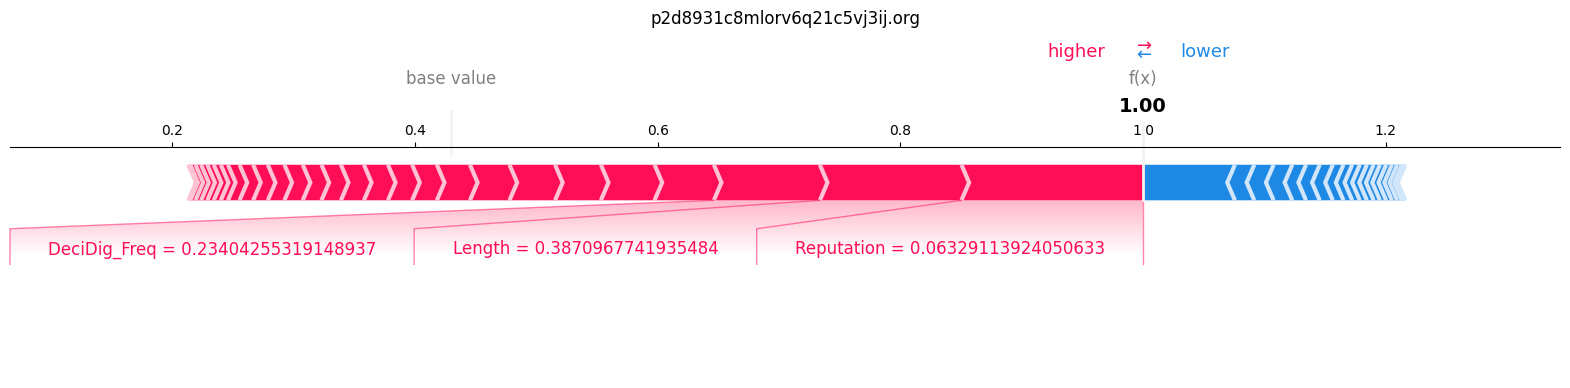 p2d8931c8mlorv6q21c5vj3ij.org
higher → ← lower
base value f(x)
1.00
0.2 0.4 0.6 0.8 1.0 1.2
DeciDig_Freq = 0.23404255319148937 Length = 0.3870967741935484 Reputation = 0.06329113924050633